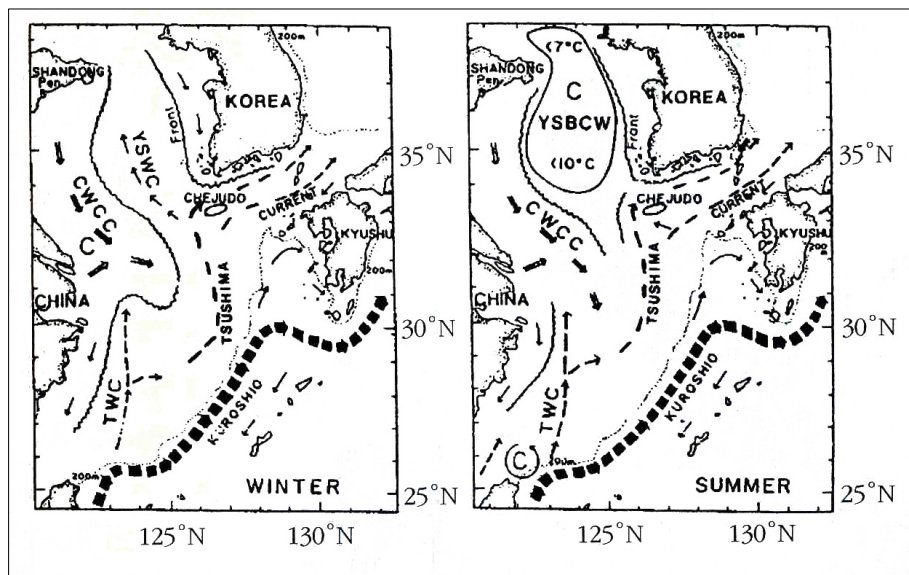 200m
SHANDONG
Pen.
KOREA
Front
YSWC
35°N
CHEJUDO
CWCC
CURRENT
C
KYUSHU
CHINA
TSUSHIMA
200m
30°N
TWC
KUROSHIO
200m
WINTER
25°N
125°N
130°N
200m
<7°C
SHANDONG
Pen.
C
KOREA
YSBCW
Front
<10°C
35°N
CHEJUDO
CWCC
CURRENT
KYUSHU
200
CHINA
TSUSHIMA
30°N
TWC
KUROSHIO
C
SUMMER
25°N
125°N
130°N